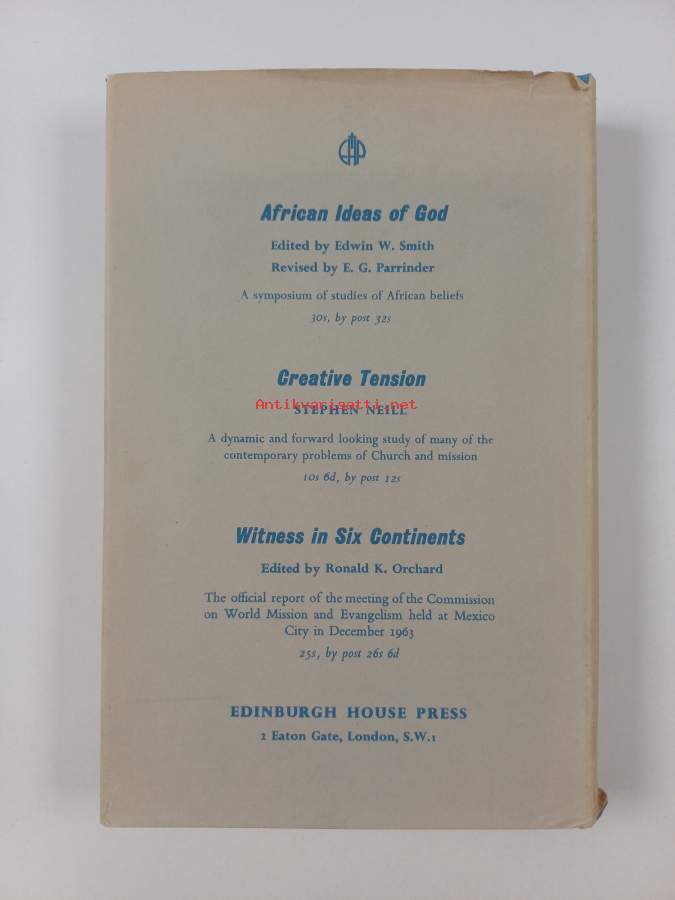 EHP
African Ideas of God
Edited by Edwin W. Smith
Revised by E. G. Parrinder
A symposium of studies of African beliefs
30s, by post 32s
Creative Tension
Antikvariaatti.net
STEPHEN NEILL
A dynamic and forward looking study of many of the
contemporary problems of Church and mission
10s 6d, by post 12s
Witness in Six Continents
Edited by Ronald K. Orchard
The official report of the meeting of the Commission
on World Mission and Evangelism held at Mexico
City in December 1963
25s, by post 26s 6d
EDINBURGH HOUSE PRESS
2 Eaton Gate, London, S.W.1